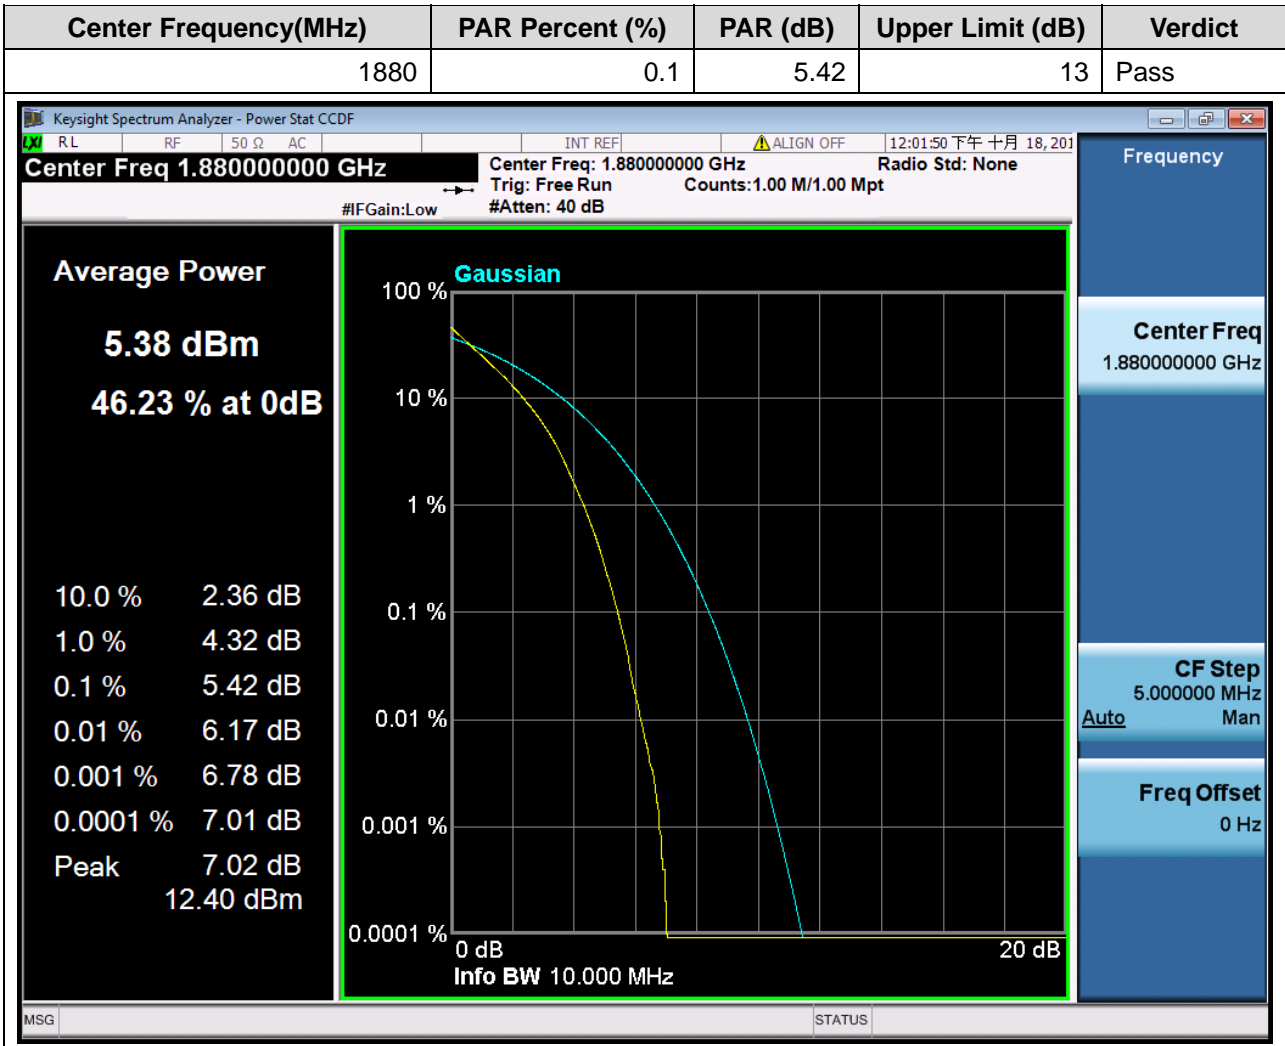 Center Frequency(MHz) PAR Percent (%) PAR (dB) Upper Limit (dB) Verdict
1880 0.1 5.42 13 Pass
Keysight Spectrum Analyzer - Power Stat CCDF
LXI RL RF 50 Ω AC INT REF ALIGN OFF 12:01:50 下午 十月 18, 201
Center Freq 1.880000000 GHz
Center Freq: 1.880000000 GHz Radio Std: None
Trig: Free Run Counts:1.00 M/1.00 Mpt
#IFGain:Low #Atten: 40 dB
Average Power
5.38 dBm
46.23 % at 0dB
10.0 % 2.36 dB
1.0 % 4.32 dB
0.1 % 5.42 dB
0.01 % 6.17 dB
0.001 % 6.78 dB
0.0001 % 7.01 dB
Peak 7.02 dB
12.40 dBm
Gaussian
100 %
10 %
1 %
0.1 %
0.01 %
0.001 %
0.0001 %
0 dB 20 dB
Info BW 10.000 MHz
Frequency
Center Freq
1.880000000 GHz
CF Step
5.000000 MHz
Auto Man
Freq Offset
0 Hz
MSG STATUS